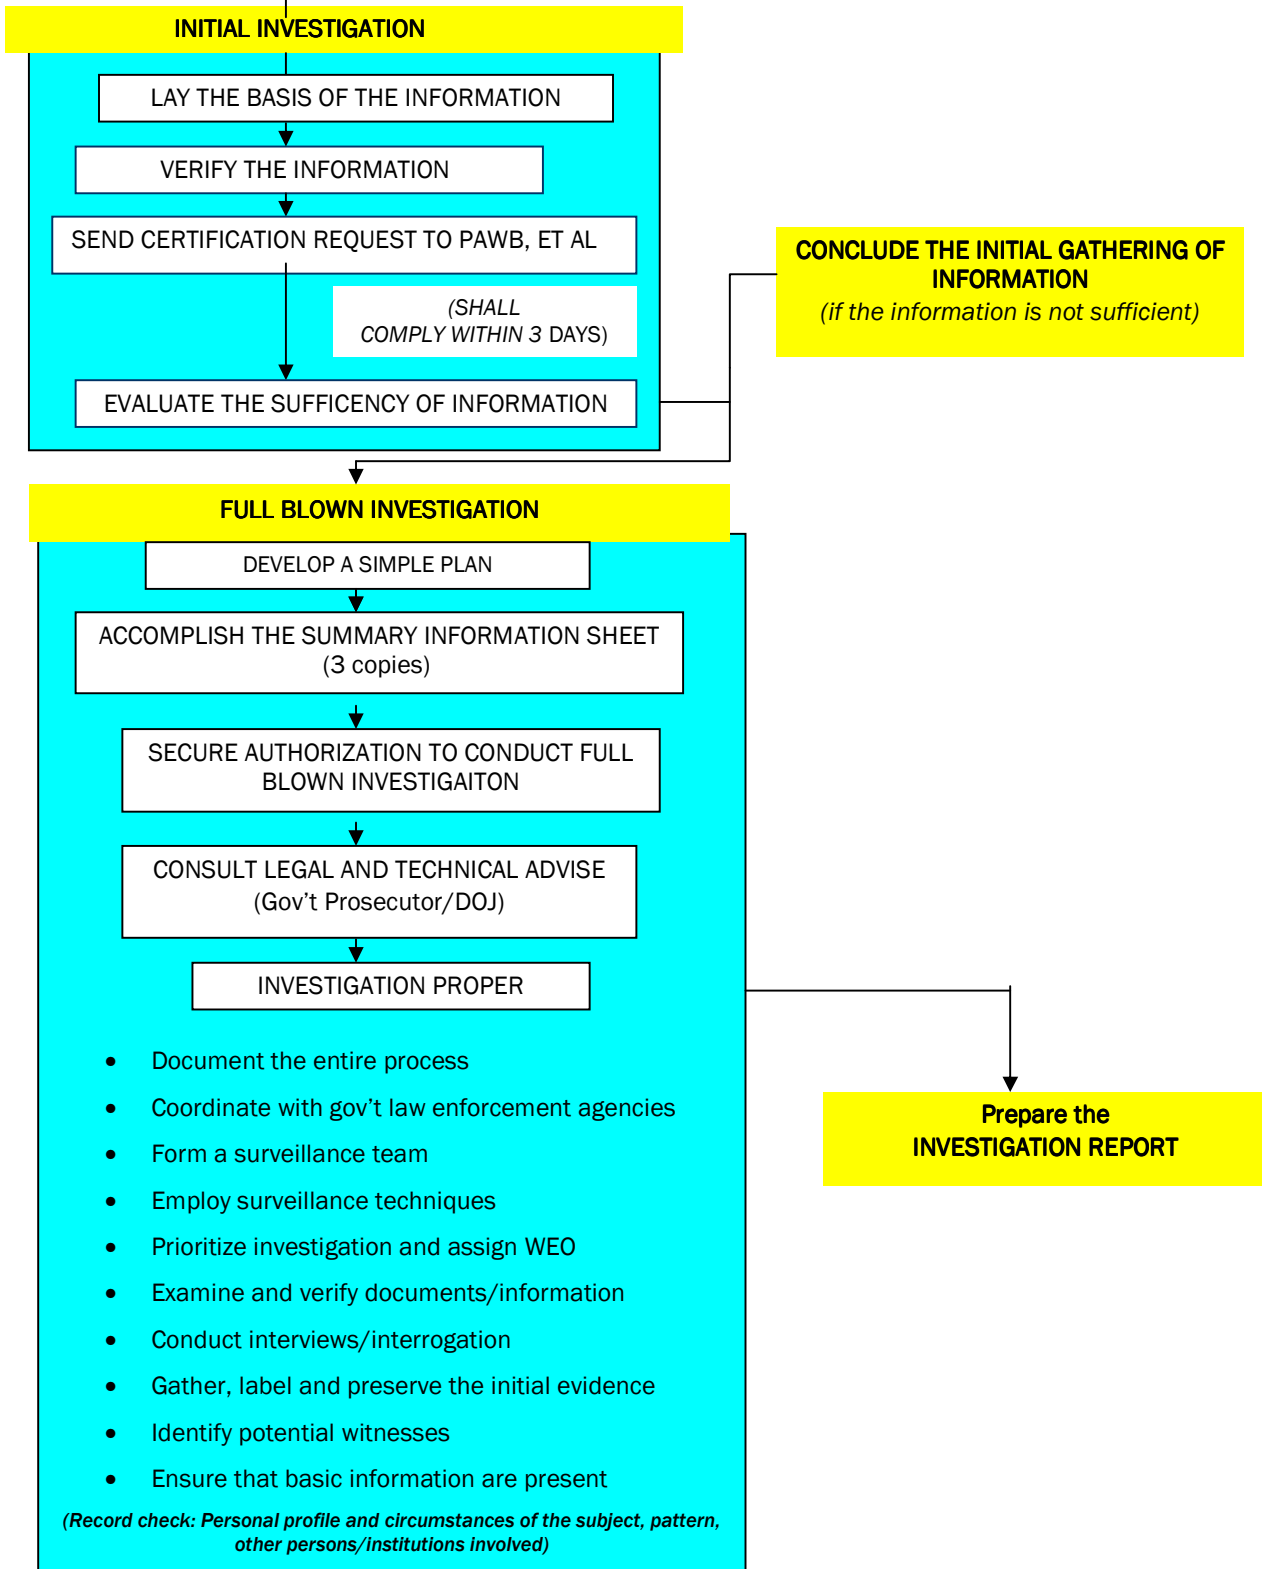 INITIAL INVESTIGATION
LAY THE BASIS OF THE INFORMATION
VERIFY THE INFORMATION
SEND CERTIFICATION REQUEST TO PAWB, ET AL
(SHALL
COMPLY WITHIN 3 DAYS)
EVALUATE THE SUFFICENCY OF INFORMATION
CONCLUDE THE INITIAL GATHERING OF
INFORMATION
(if the information is not sufficient)
FULL BLOWN INVESTIGATION
DEVELOP A SIMPLE PLAN
ACCOMPLISH THE SUMMARY INFORMATION SHEET
(3 copies)
SECURE AUTHORIZATION TO CONDUCT FULL
BLOWN INVESTIGAITON
CONSULT LEGAL AND TECHNICAL ADVISE
(Gov't Prosecutor/DOJ)
INVESTIGATION PROPER
• Document the entire process
• Coordinate with gov't law enforcement agencies
• Form a surveillance team
• Employ surveillance techniques
• Prioritize investigation and assign WEO
• Examine and verify documents/information
• Conduct interviews/interrogation
• Gather, label and preserve the initial evidence
• Identify potential witnesses
• Ensure that basic information are present
(Record check: Personal profile and circumstances of the subject, pattern,
other persons/institutions involved)
Prepare the
INVESTIGATION REPORT